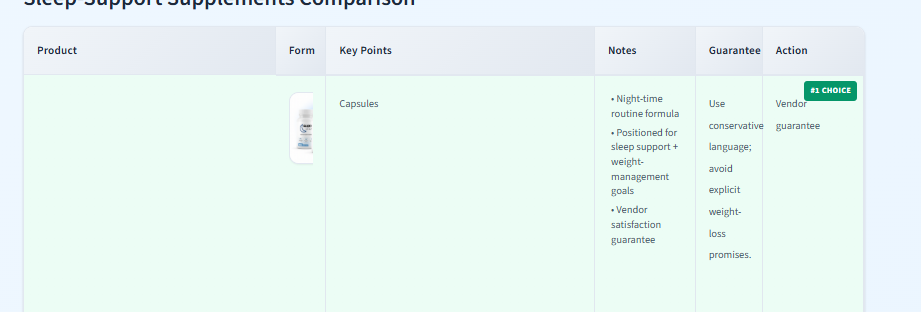 Sleep-Support Supplements Comparison
Product Form Key Points Notes Guarantee Action
#1 CHOICE
Capsules
• Night-time
routine formula
• Positioned for
sleep support +
weight-
management
goals
• Vendor
satisfaction
guarantee
Use
conservative
language;
avoid
explicit
weight-
loss
promises.
Vendor
guarantee